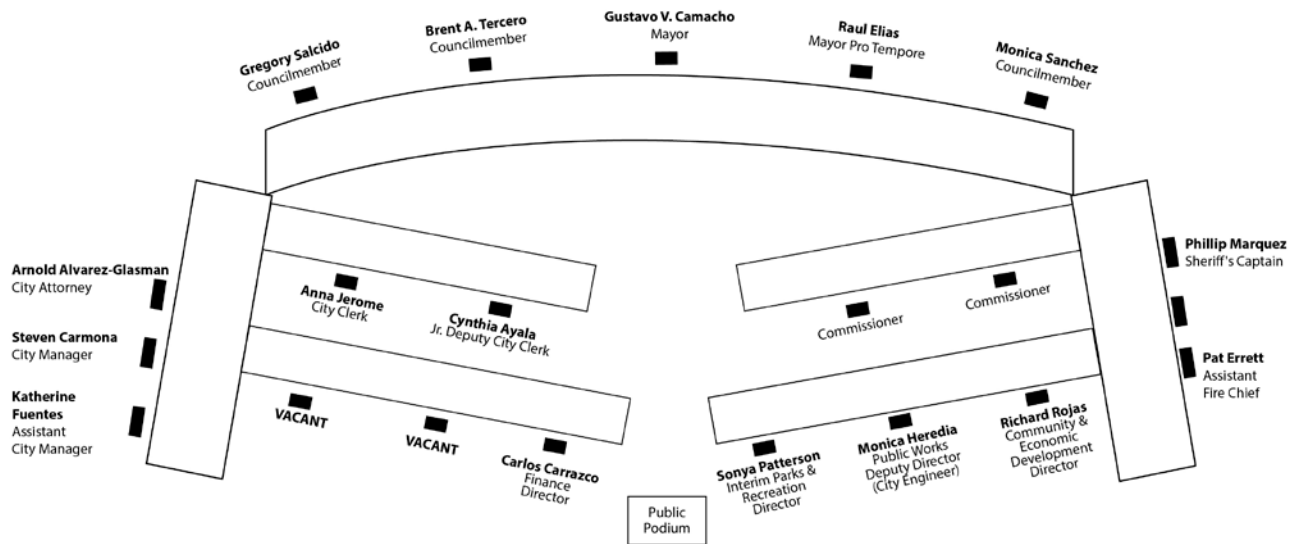 Gregory Salcido
Councilmember
Brent A. Tercero
Councilmember
Gustavo V. Camacho
Mayor
Raul Elias
Mayor Pro Tempore
Monica Sanchez
Councilmember
Arnold Alvarez-Glasman
City Attorney
Steven Carmona
City Manager
Katherine
Fuentes
Assistant
City Manager
Anna Jerome
City Clerk
Cynthia Ayala
Jr. Deputy City Clerk
Commissioner
Commissioner
Phillip Marquez
Sheriff's Captain
Pat Errett
Assistant
Fire Chief
VACANT
VACANT
Carlos Carrazco
Finance
Director
Sonya Patterson
Interim Parks &
Recreation
Director
Monica Heredia
Public Works
Deputy Director
(City Engineer)
Richard Rojas
Community &
Economic
Development
Director
Public
Podium